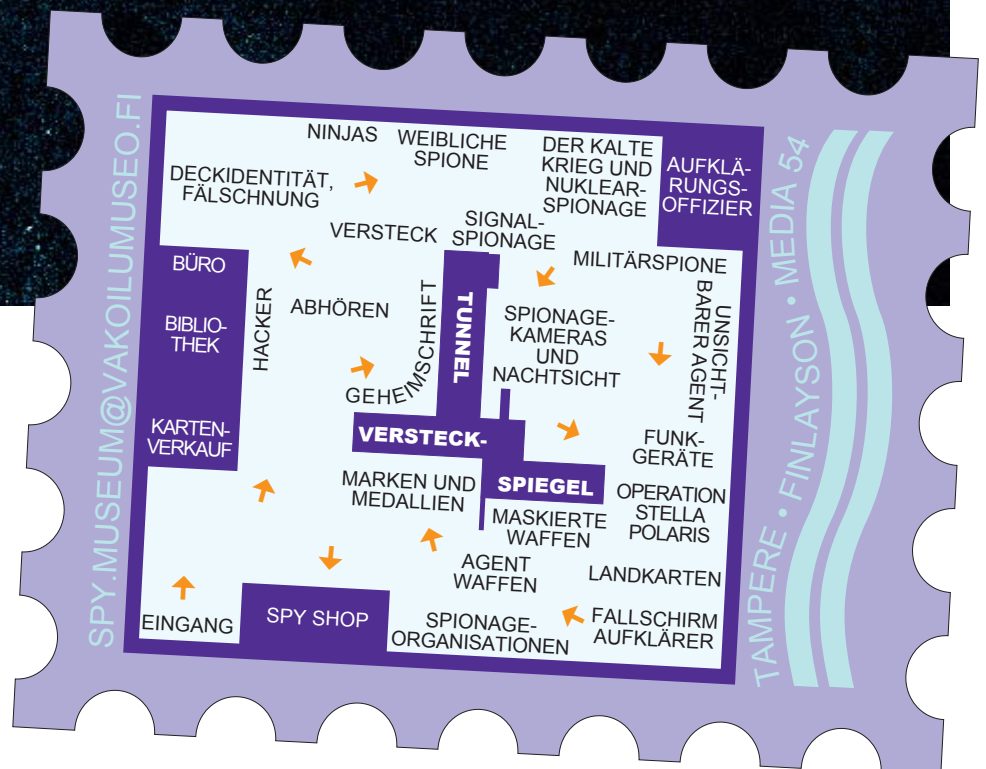 SPY.MUSEUM@VAKOILUMUSEO.FI
NINJAS
WEIBLICHE
SPIONE
DER KALTE
KRIEG UND
NUKLEAR-
SPIONAGE
AUFKLÄ-
RUNGS-
OFFIZIER
DECKIDENTITÄT,
FÄLSCHNUNG
VERSTECK
SIGNAL-
SPIONAGE
MILITÄRSPIONE
BÜRO
BIBLIO-
THEK
KARTEN-
VERKAUF
HACKER
ABHÖREN
GEHEIMSCHRIFT
TUNNEL
SPIONAGE-
KAMERAS
UND
NACHTSICHT
UNSICHT-
BARER AGENT
VERSTECK-
SPIEGEL
FUNK-
GERÄTE
MARKEN UND
MEDALLIEN
MASKIERTE
WAFFEN
OPERATION
STELLA
POLARIS
AGENT
WAFFEN
LANDKARTEN
EINGANG
SPY SHOP
SPIONAGE-
ORGANISATIONEN
FALLSCHIRM
AUFKLÄRER
TAMPERE • FINLAYSON • MEDIA 54